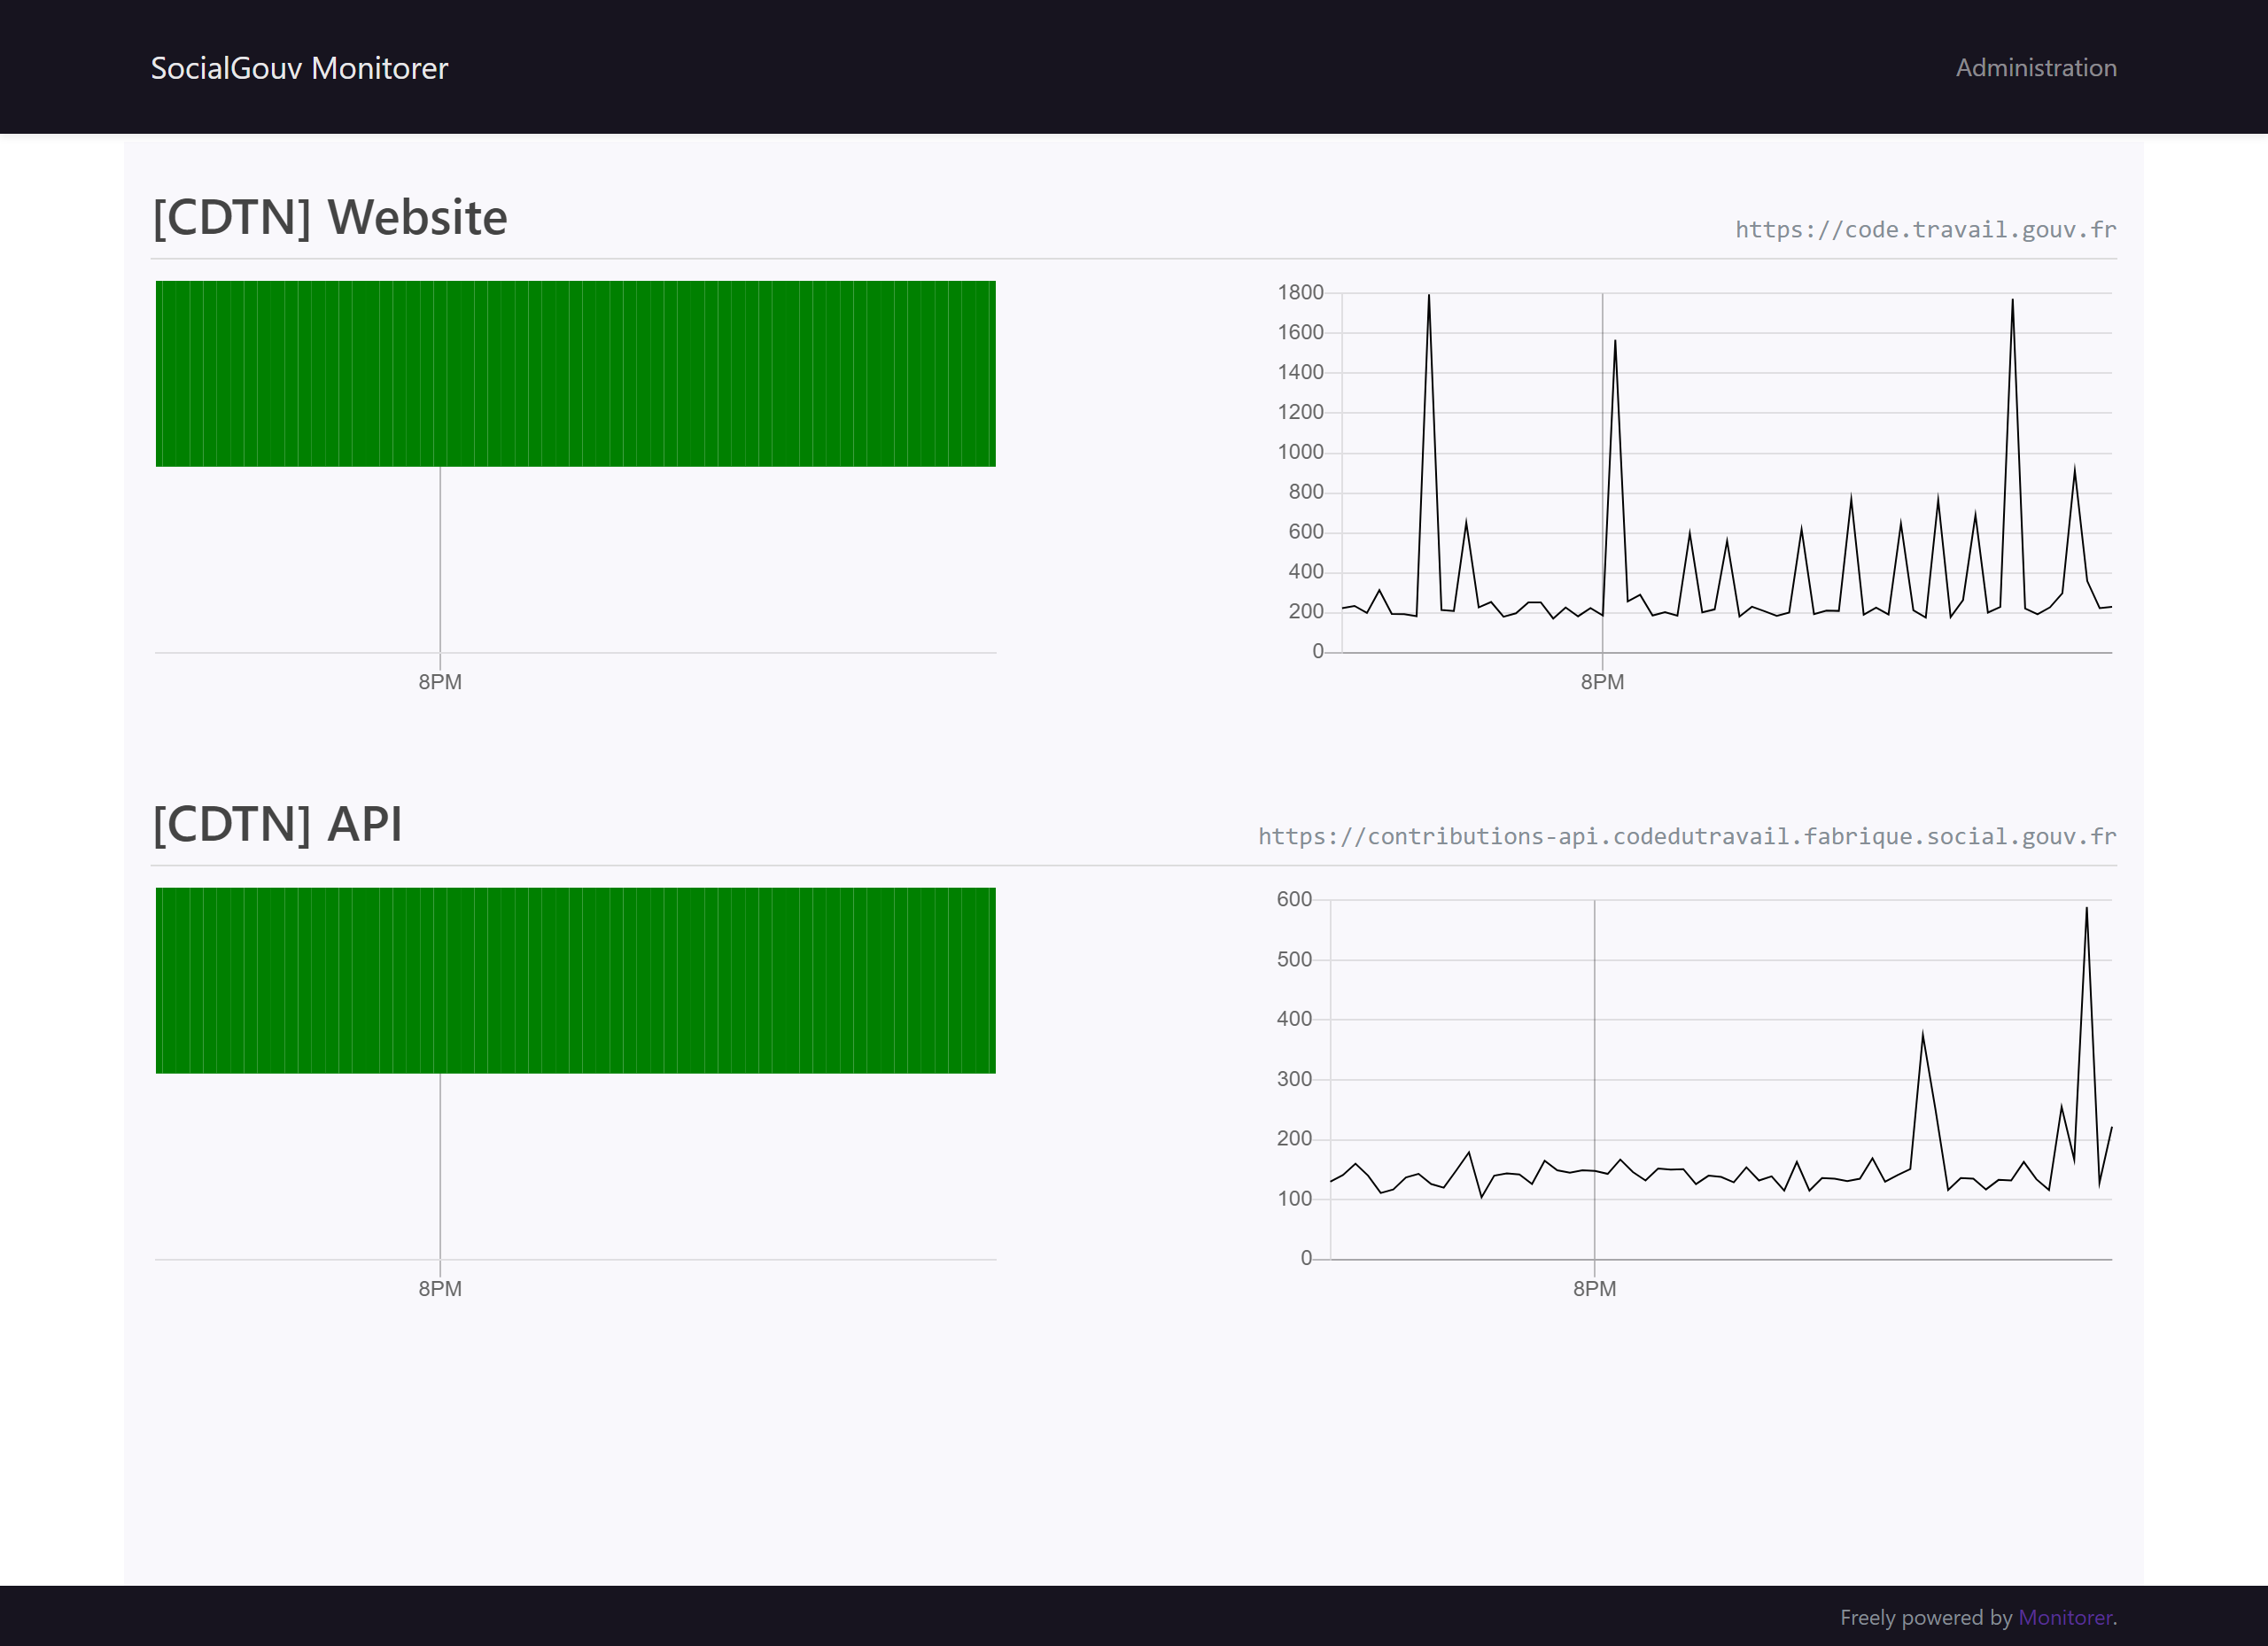 SocialGouv Monitorer
Administration
[CDTN] Website
https://code.travail.gouv.fr
1800
1600
1400
1200
1000
800
600
400
200
0
8PM
8PM
[CDTN] API
https://contributions-api.codedutravail.fabrique.social.gouv.fr
600
500
400
300
200
100
0
8PM
8PM
Freely powered by Monitorer.